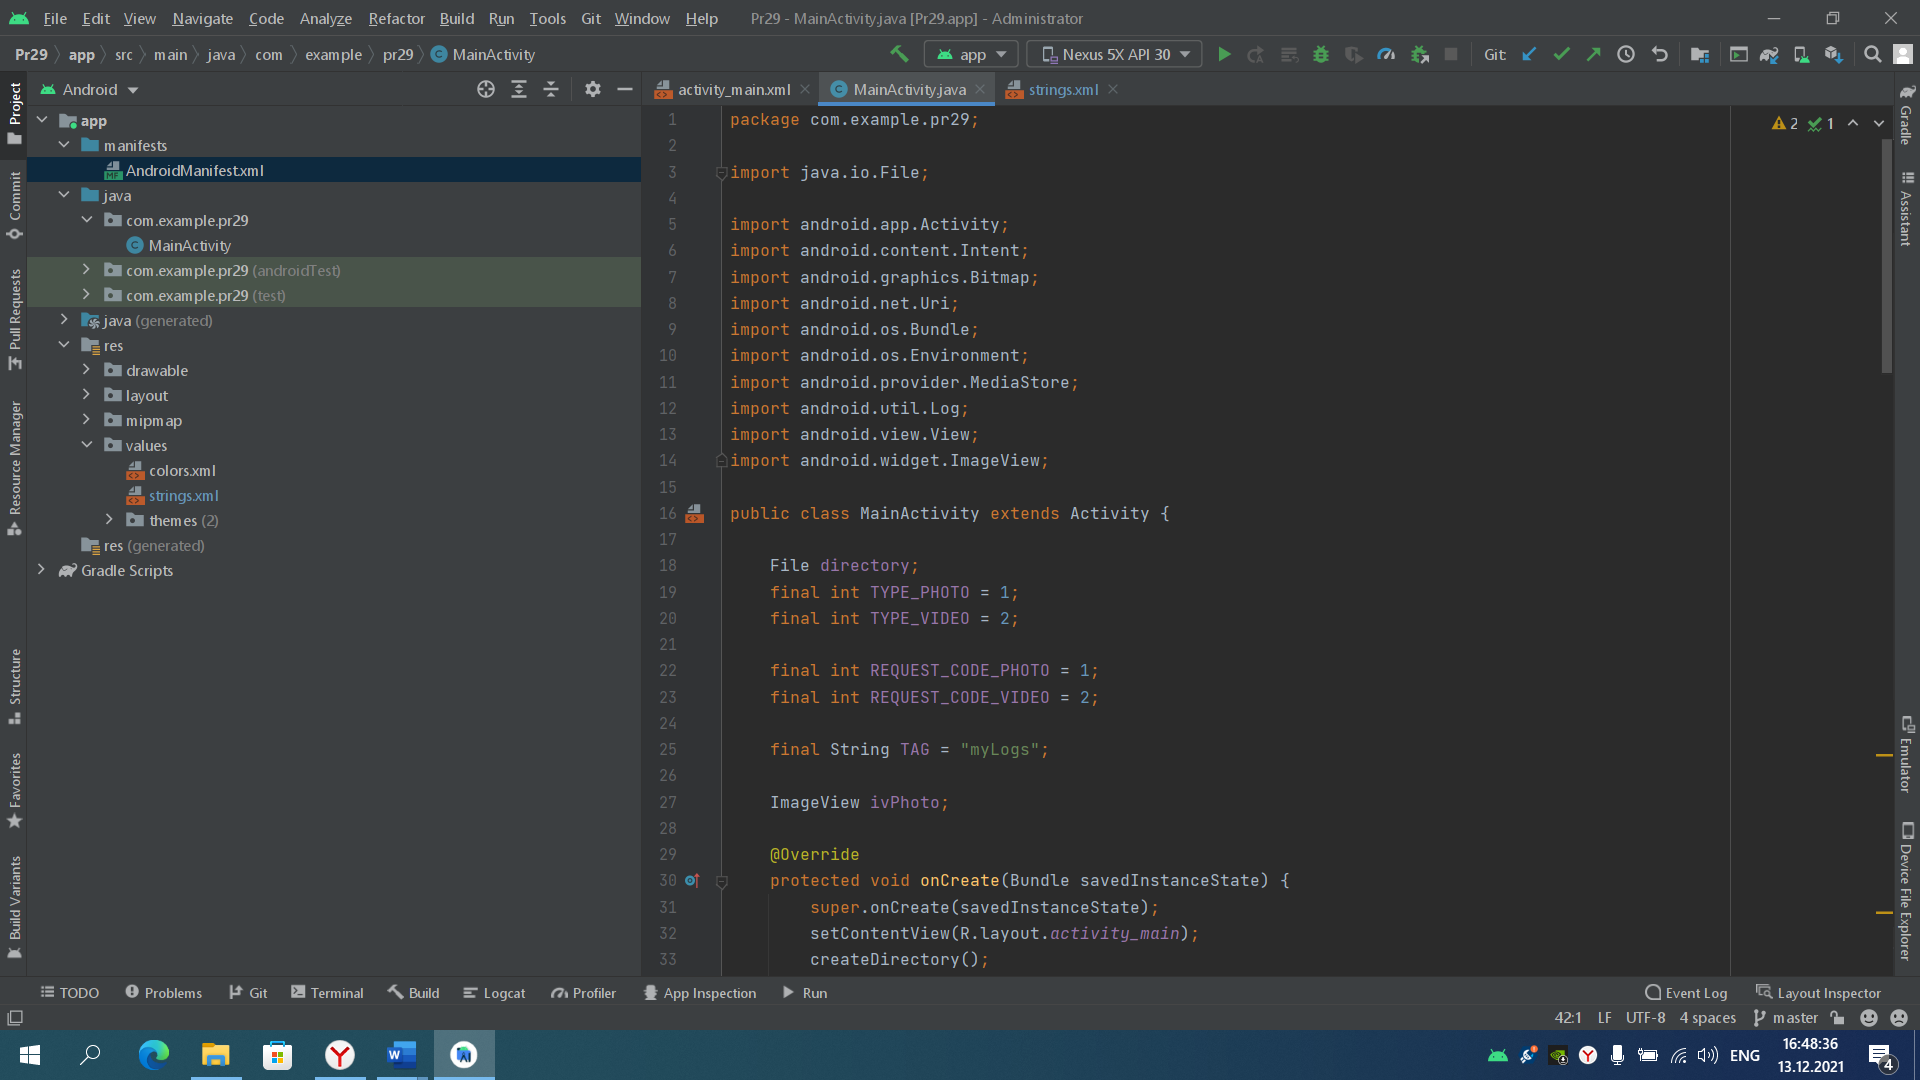 File Edit View Navigate Code Analyze Refactor Build Run Tools Git Window Help Pr29 - MainActivity.java [Pr29.app] - Administrator
Pr29 app src main java com example pr29 MainActivity app Nexus 5X API 30 Git:
Android
activity_main.xml MainActivity.java strings.xml
app
manifests
AndroidManifest.xml
java
com.example.pr29
MainActivity
com.example.pr29 (androidTest)
com.example.pr29 (test)
java (generated)
res
drawable
layout
mipmap
values
colors.xml
strings.xml
themes (2)
res (generated)
Gradle Scripts
Project
Commit
Pull Requests
Resource Manager
Structure
Favorites
Build Variants
1 package com.example.pr29;
2
3 import java.io.File;
4
5 import android.app.Activity;
6 import android.content.Intent;
7 import android.graphics.Bitmap;
8 import android.net.Uri;
9 import android.os.Bundle;
10 import android.os.Environment;
11 import android.provider.MediaStore;
12 import android.util.Log;
13 import android.view.View;
14 import android.widget.ImageView;
15
16 public class MainActivity extends Activity {
17
18 File directory;
19 final int TYPE_PHOTO = 1;
20 final int TYPE_VIDEO = 2;
21
22 final int REQUEST_CODE_PHOTO = 1;
23 final int REQUEST_CODE_VIDEO = 2;
24
25 final String TAG = "myLogs";
26
27 ImageView ivPhoto;
28
29 @Override
30 protected void onCreate(Bundle savedInstanceState) {
31 super.onCreate(savedInstanceState);
32 setContentView(R.layout.activity_main);
33 createDirectory();
2 1
Gradle
Assistant
Emulator
Device File Explorer
TODO Problems Git Terminal Build Logcat Profiler App Inspection Run Event Log Layout Inspector
42:1 LF UTF-8 4 spaces master
ENG
16:48:36
13.12.2021
4